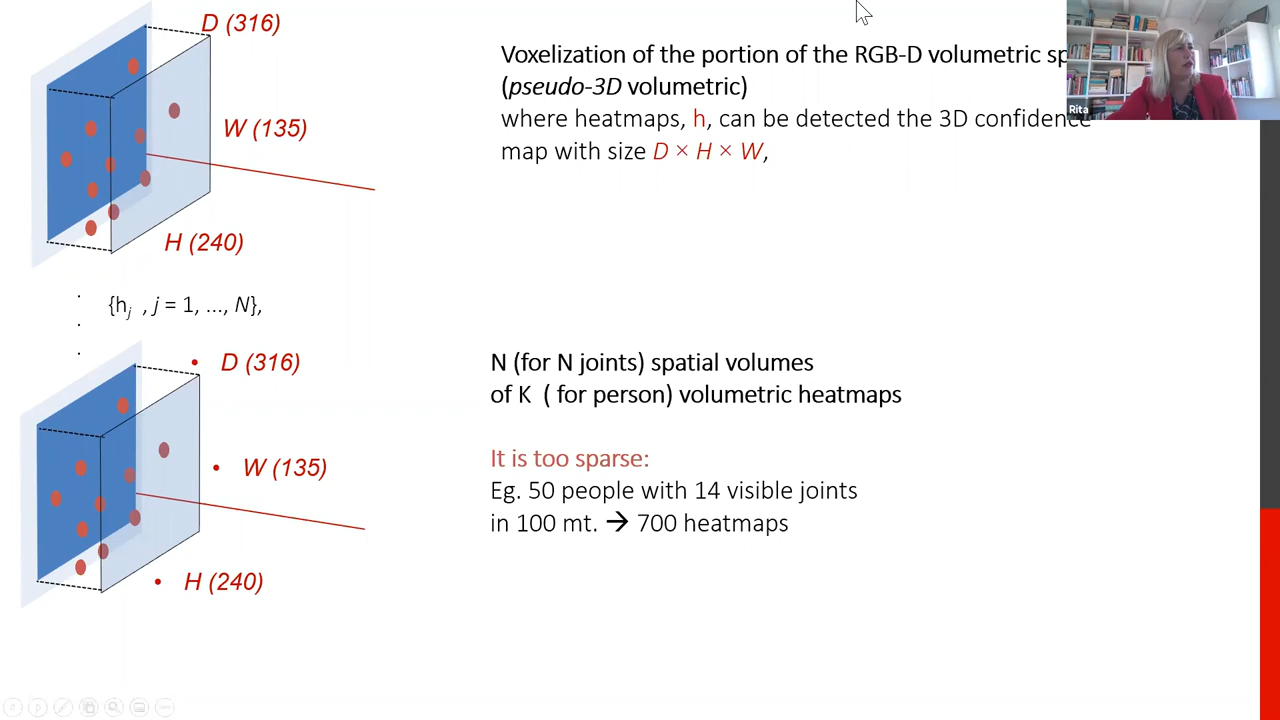 D (316)
Voxelization of the portion of the RGB-D volumetric
(pseudo-3D volumetric)
W (135)
where heatmaps, h, can be detected the 3D confidence
map with size D × H × W,
H (240)
Rita
{hj , j = 1, ..., N},
• D (316)
N (for N joints) spatial volumes
of K ( for person) volumetric heatmaps
• W (135)
It is too sparse:
Eg. 50 people with 14 visible joints
in 100 mt. → 700 heatmaps
• H (240)